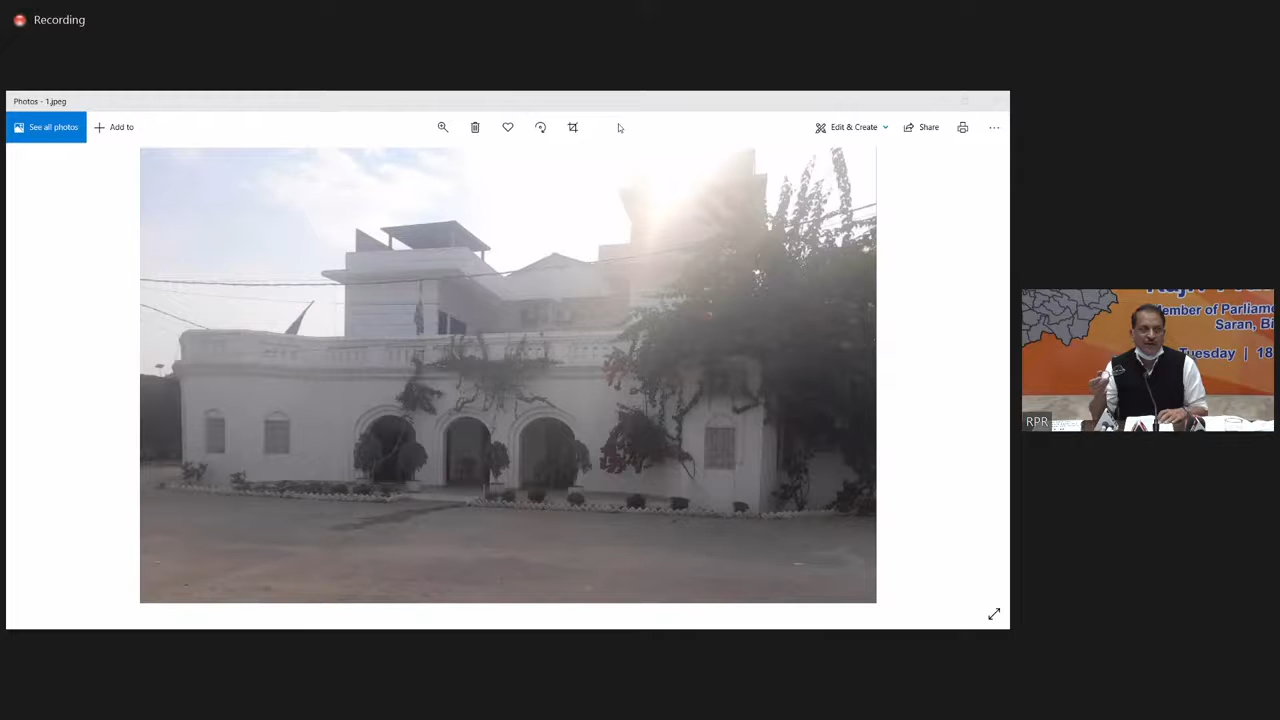 Recording
Photos - 1.jpeg
See all photos
Add to
Edit & Create
Share
Member of Parliame
Saran, Bi
Tuesday | 18
RPR